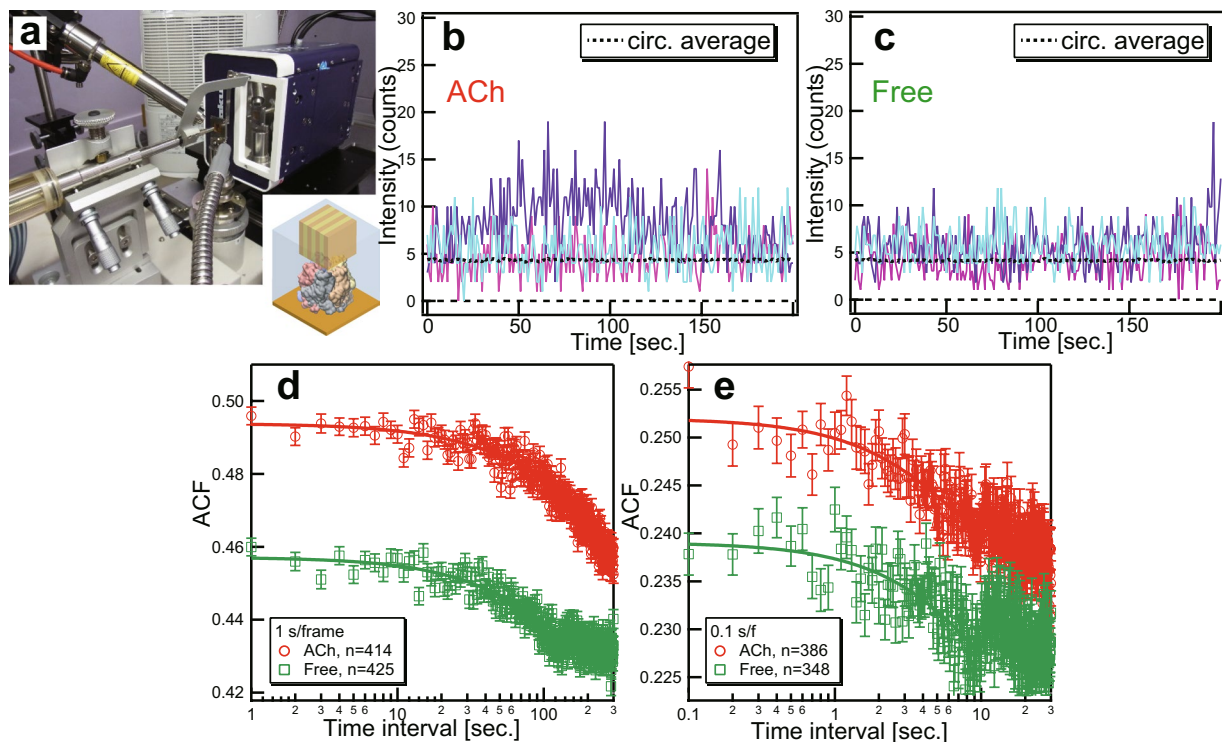 a
b
30
25
20
15
10
5
0
Intensity (counts)
circ. average
ACh
0
50
100
150
Time [sec.]
c
30
25
20
15
10
5
0
Intensity (counts)
circ. average
Free
0
50
100
150
Time [sec.]
d
0.50
0.48
0.46
0.44
0.42
ACF
1 s/frame
ACh, n=414
Free, n=425
1 2 3 4 5 6 10 2 3 4 5 6 100 2 3
Time interval [sec.]
e
0.255
0.250
0.245
0.240
0.235
0.230
0.225
ACF
0.1 s/f
ACh, n=386
Free, n=348
0.1 2 3 4 5 6 1 2 3 4 5 6 10 2 3
Time interval [sec.]